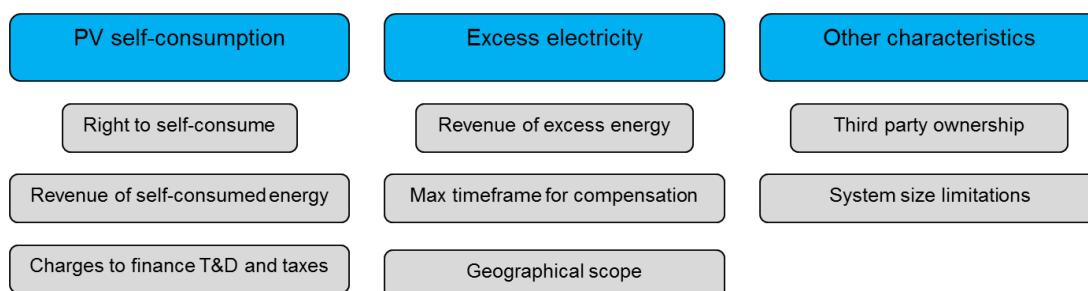 PV self-consumption
Right to self-consume
Revenue of self-consumed energy
Charges to finance T&D and taxes
Excess electricity
Revenue of excess energy
Max timeframe for compensation
Geographical scope
Other characteristics
Third party ownership
System size limitations